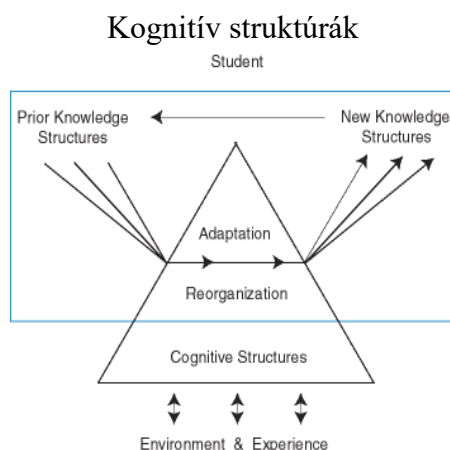 Kognitív struktúrák
Student
Prior Knowledge
Structures
New Knowledge
Structures
Adaptation
Reorganization
Cognitive Structures
Environment & Experience